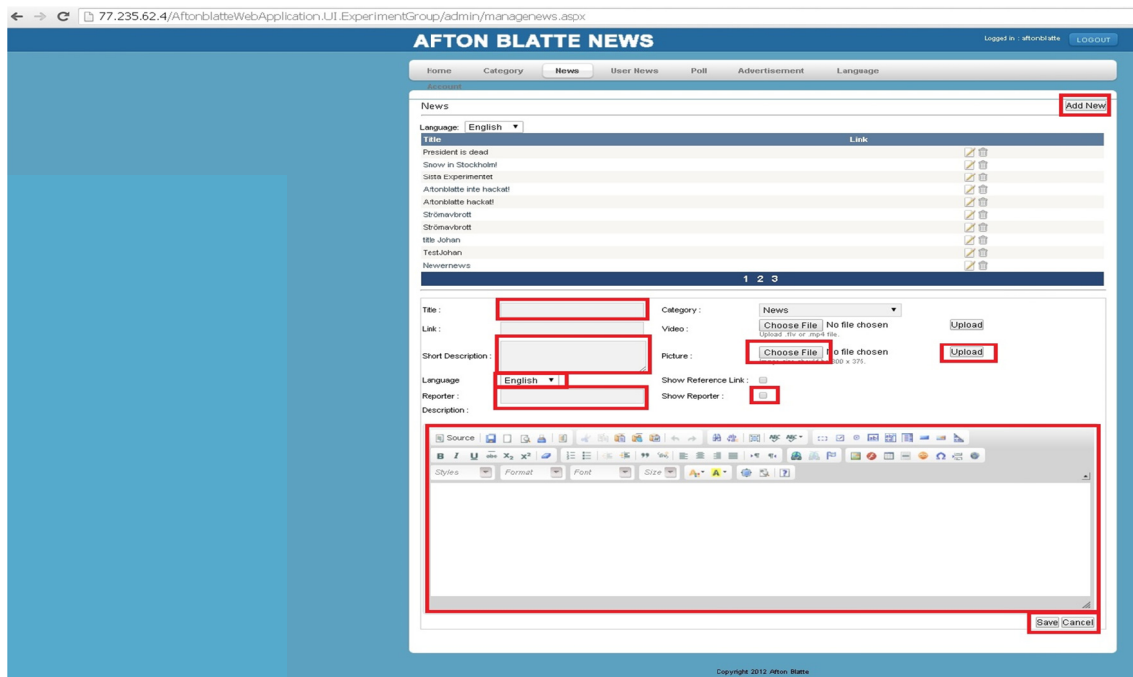 77.235.62.4/AftonblatteWebApplication.UI.ExperimentGroup/admin/managenews.aspx
AFTON BLATTE NEWS
Logged in : aftonblatte LOGOUT
Home Category News User News Poll Advertisement Language
Account
News
Add New
Language: English
Title Link
President is dead
Snow in Stockholm!
Sista Experimentet
Aftonblatte inte hackat!
Aftonblatte hackat!
Strömavbrott
Strömavbrott
title Johan
TestJohan
Newernews
1 2 3
Title : Category : News
Link : Video : Choose File No file chosen Upload
Upload .flv or .mp4 file.
Short Description : Picture : Choose File No file chosen Upload
Language English Show Reference Link :
Reporter : Show Reporter :
Description :
Source
B I U abc X₂ X²
Styles Format Font Size
Save Cancel
Copyright 2012 Afton Blatte